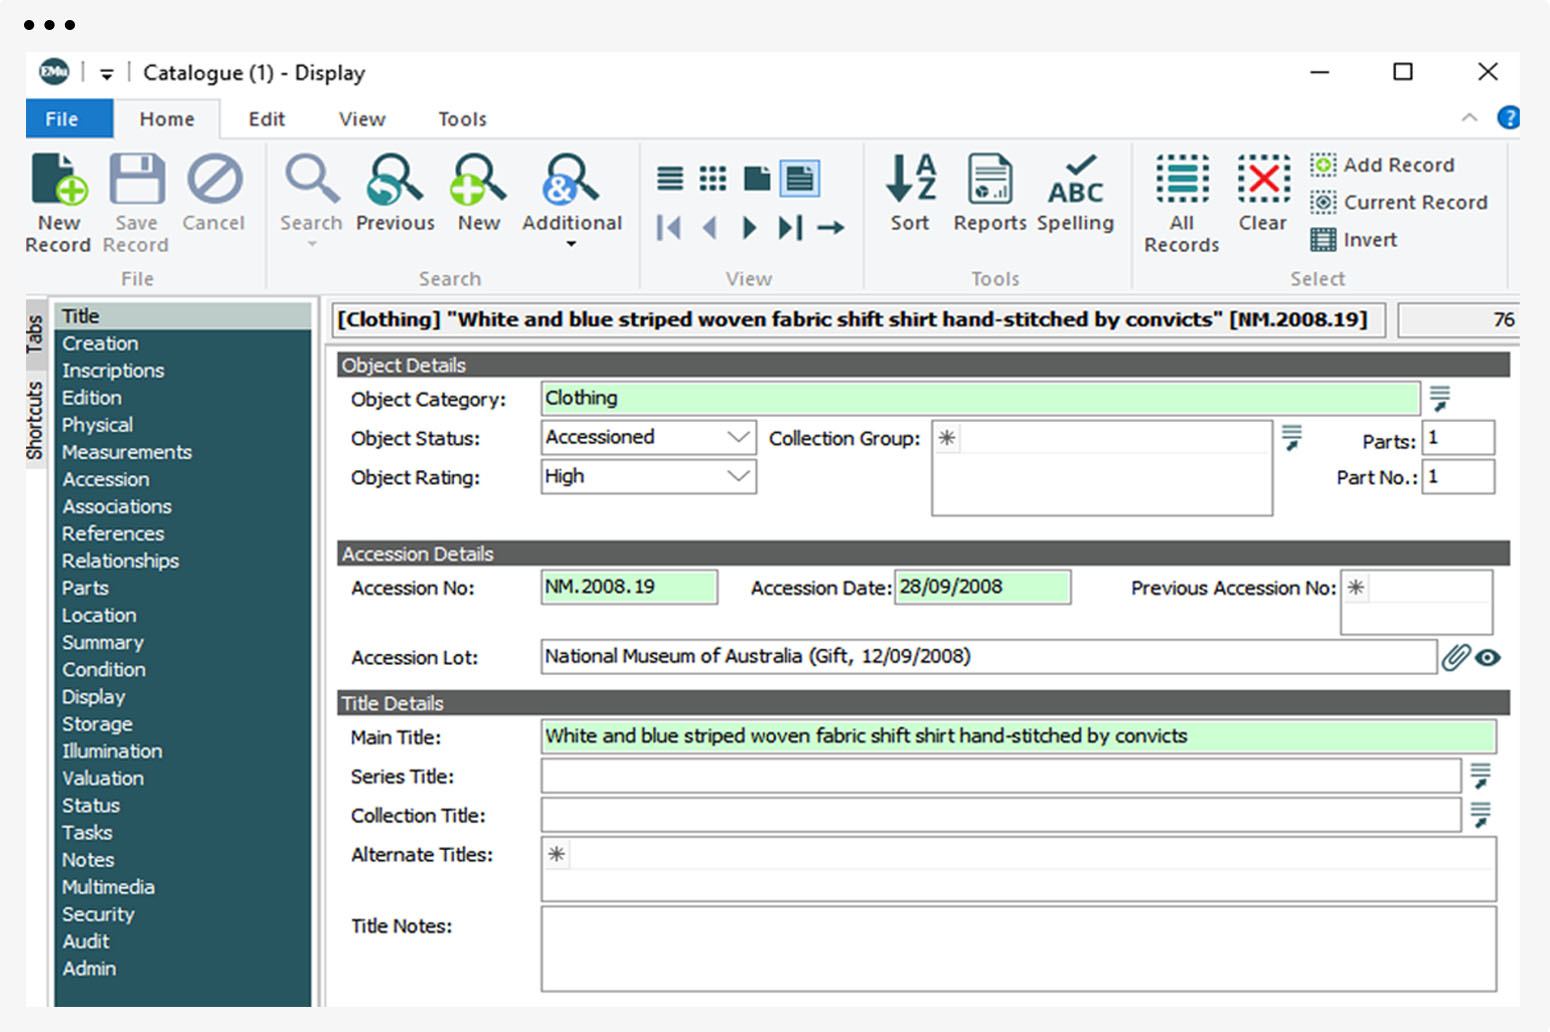 EMu
Catalogue (1) - Display
File Home Edit View Tools
?
New Record
Save Record
Cancel
Search
Previous
New
&
Additional
A
Z
Sort
Reports
ABC
Spelling
All Records
Clear
Add Record
Current Record
Invert
File Search View Tools Select
Tabs
Shortcuts
Title
Creation
Inscriptions
Edition
Physical
Measurements
Accession
Associations
References
Relationships
Parts
Location
Summary
Condition
Display
Storage
Illumination
Valuation
Status
Tasks
Notes
Multimedia
Security
Audit
Admin
[Clothing] "White and blue striped woven fabric shift shirt hand-stitched by convicts" [NM.2008.19] 76
Object Details
Object Category: Clothing
Object Status: Accessioned Collection Group: Parts: 1
Object Rating: High Part No.: 1
Accession Details
Accession No: NM.2008.19 Accession Date: 28/09/2008 Previous Accession No:
Accession Lot: National Museum of Australia (Gift, 12/09/2008)
Title Details
Main Title: White and blue striped woven fabric shift shirt hand-stitched by convicts
Series Title:
Collection Title:
Alternate Titles:
Title Notes: